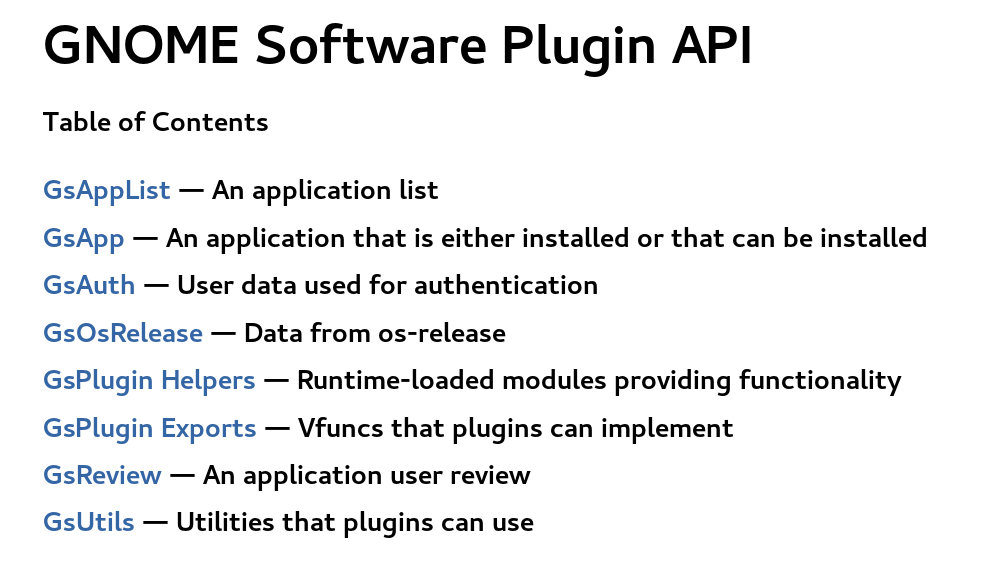 GNOME Software Plugin API
Table of Contents
GsAppList — An application list
GsApp — An application that is either installed or that can be installed
GsAuth — User data used for authentication
GsOsRelease — Data from os-release
GsPlugin Helpers — Runtime-loaded modules providing functionality
GsPlugin Exports — Vfuncs that plugins can implement
GsReview — An application user review
GsUtils — Utilities that plugins can use